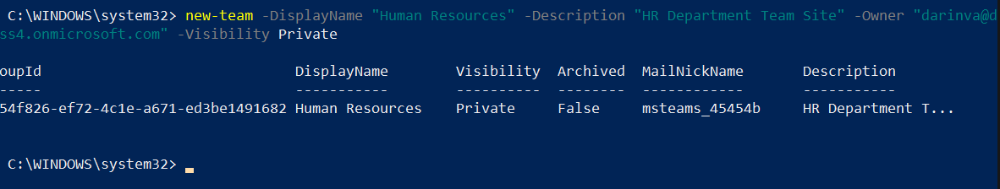 C:\WINDOWS\system32> new-team -DisplayName "Human Resources" -Description "HR Department Team Site" -Owner "darinva@d
ss4.onmicrosoft.com" -Visibility Private
oupId DisplayName Visibility Archived MailNickName Description
----- ----------- ---------- -------- ------------ -----------
54f826-ef72-4c1e-a671-ed3be1491682 Human Resources Private False msteams_45454b HR Department T...
C:\WINDOWS\system32>